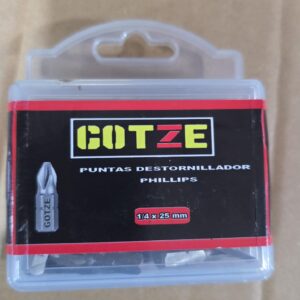 GOTZE
PUNTAS DESTORNILLADOR
PHILLIPS
GOTZE
1/4 x 25 mm